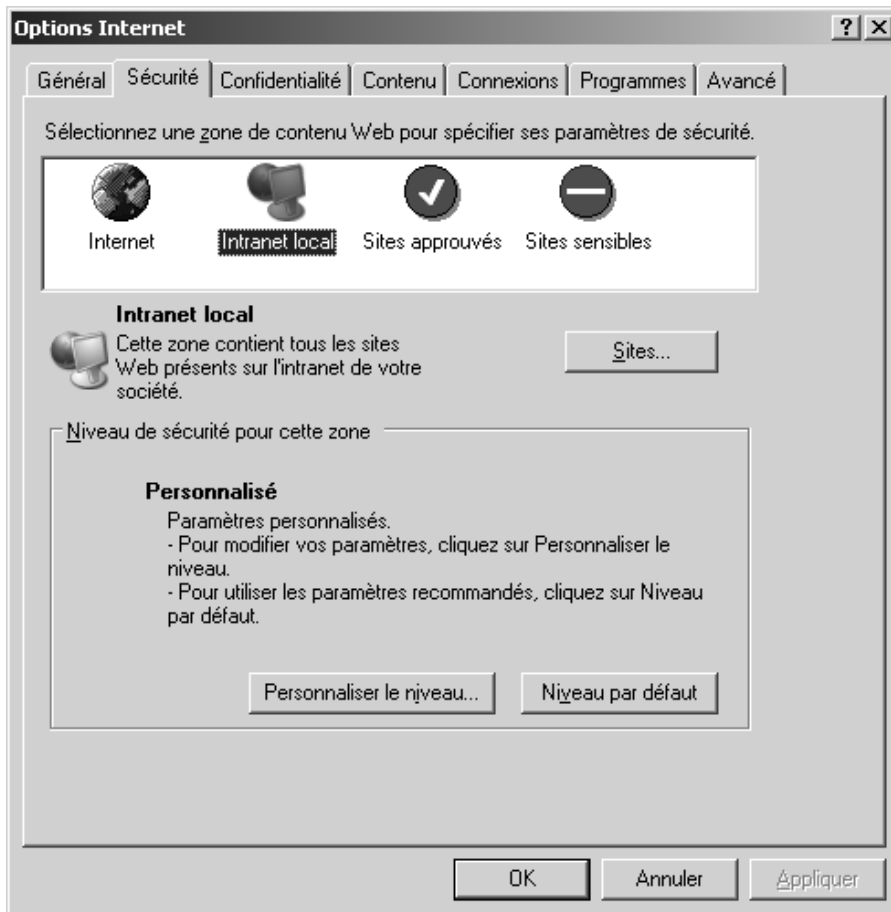 Options Internet
Général Sécurité Confidentialité Contenu Connexions Programmes Avancé
Sélectionnez une zone de contenu Web pour spécifier ses paramètres de sécurité.
Internet Intranet local Sites approuvés Sites sensibles
Intranet local
Cette zone contient tous les sites
Web présents sur l'intranet de votre
société.
Sites...
Niveau de sécurité pour cette zone
Personnalisé
Paramètres personnalisés.
- Pour modifier vos paramètres, cliquez sur Personnaliser le
niveau.
- Pour utiliser les paramètres recommandés, cliquez sur Niveau
par défaut.
Personnaliser le niveau... Niveau par défaut
OK Annuler Appliquer